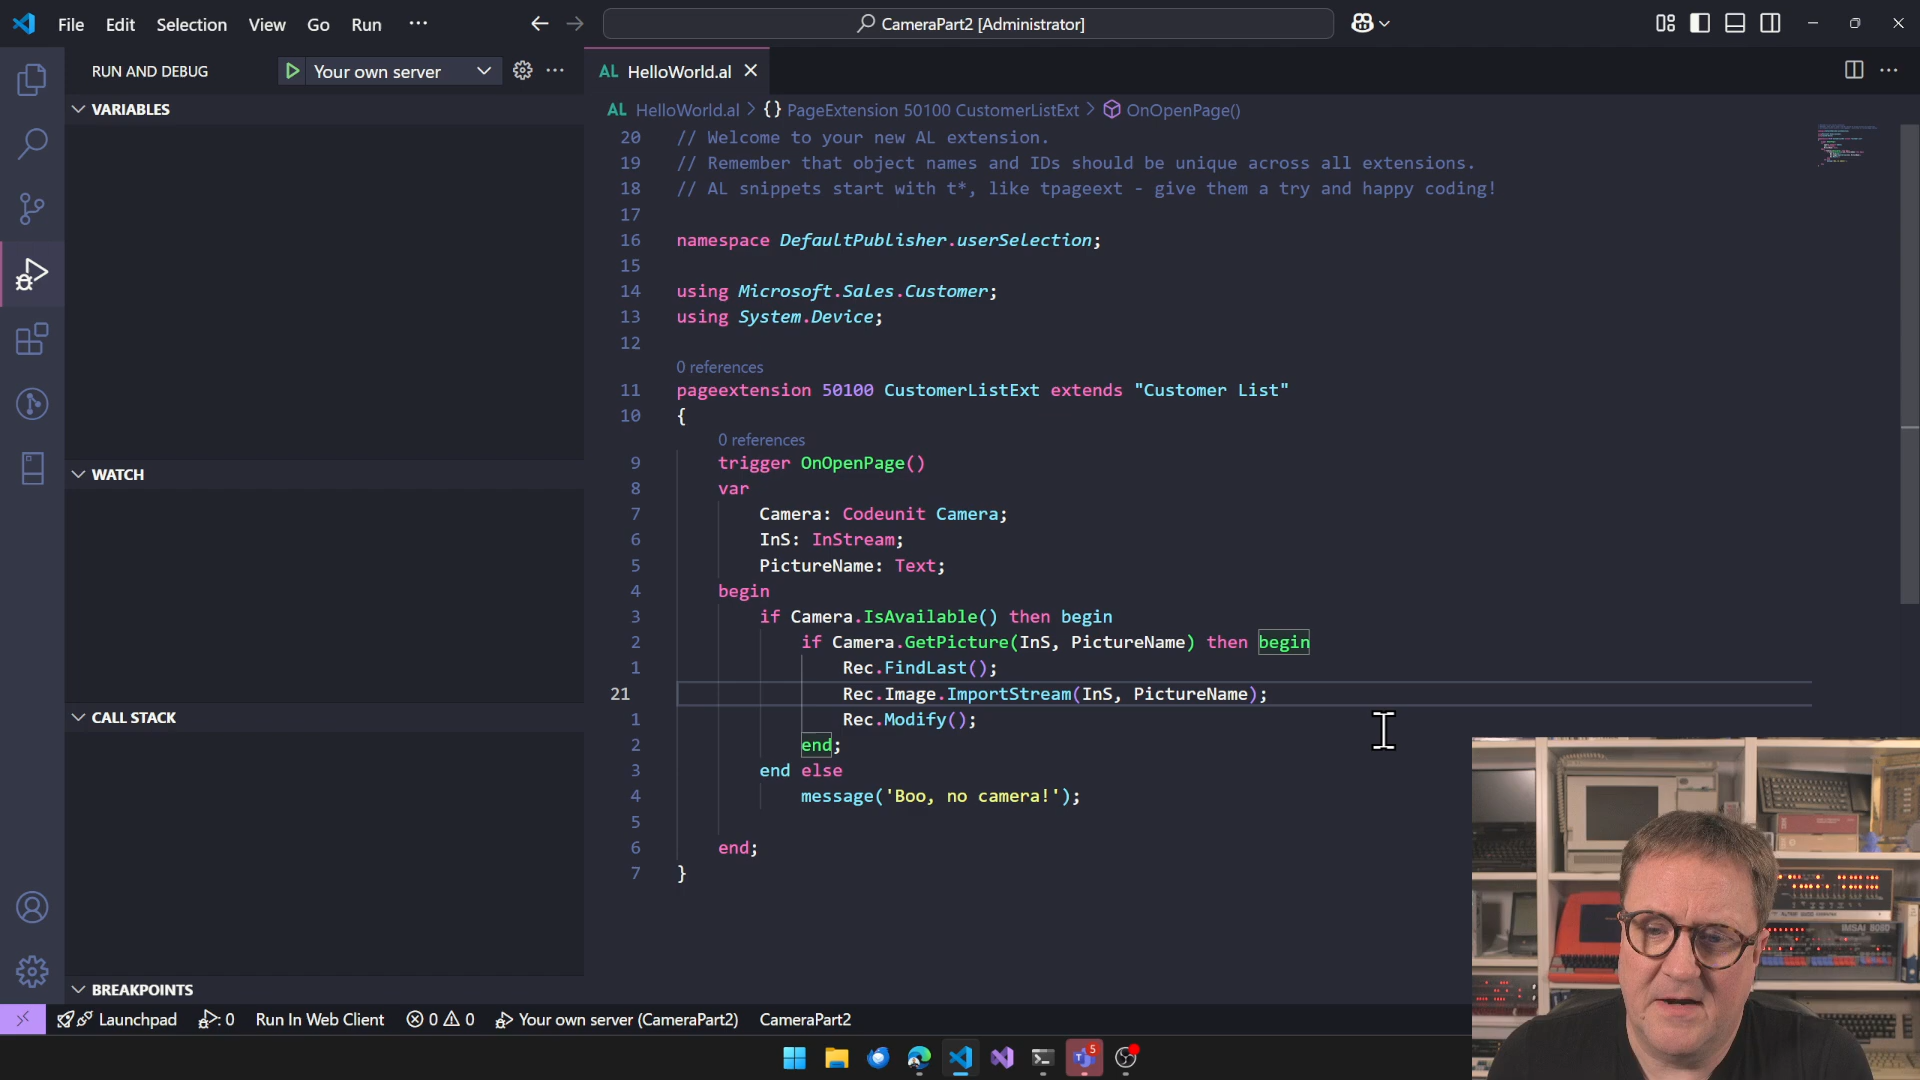 File Edit Selection View Go Run ···
CameraPart2 [Administrator]
RUN AND DEBUG
Your own server
AL HelloWorld.al
AL HelloWorld.al > {} PageExtension 50100 CustomerListExt > OnOpenPage()
VARIABLES
WATCH
CALL STACK
BREAKPOINTS
20 // Welcome to your new AL extension.
19 // Remember that object names and IDs should be unique across all extensions.
18 // AL snippets start with t*, like tpageext - give them a try and happy coding!
17
16 namespace DefaultPublisher.userSelection;
15
14 using Microsoft.Sales.Customer;
13 using System.Device;
12
0 references
11 pageextension 50100 CustomerListExt extends "Customer List"
10 {
0 references
9 trigger OnOpenPage()
8 var
7 Camera: Codeunit Camera;
6 InS: InStream;
5 PictureName: Text;
4 begin
3 if Camera.IsAvailable() then begin
2 if Camera.GetPicture(InS, PictureName) then begin
1 Rec.FindLast();
21 Rec.Image.ImportStream(InS, PictureName);
1 Rec.Modify();
2 end;
3 end else
4 message('Boo, no camera!');
5
6 end;
7 }
IMSAI 8080
Launchpad : 0 Run In Web Client 0 0 Your own server (CameraPart2) CameraPart2
5